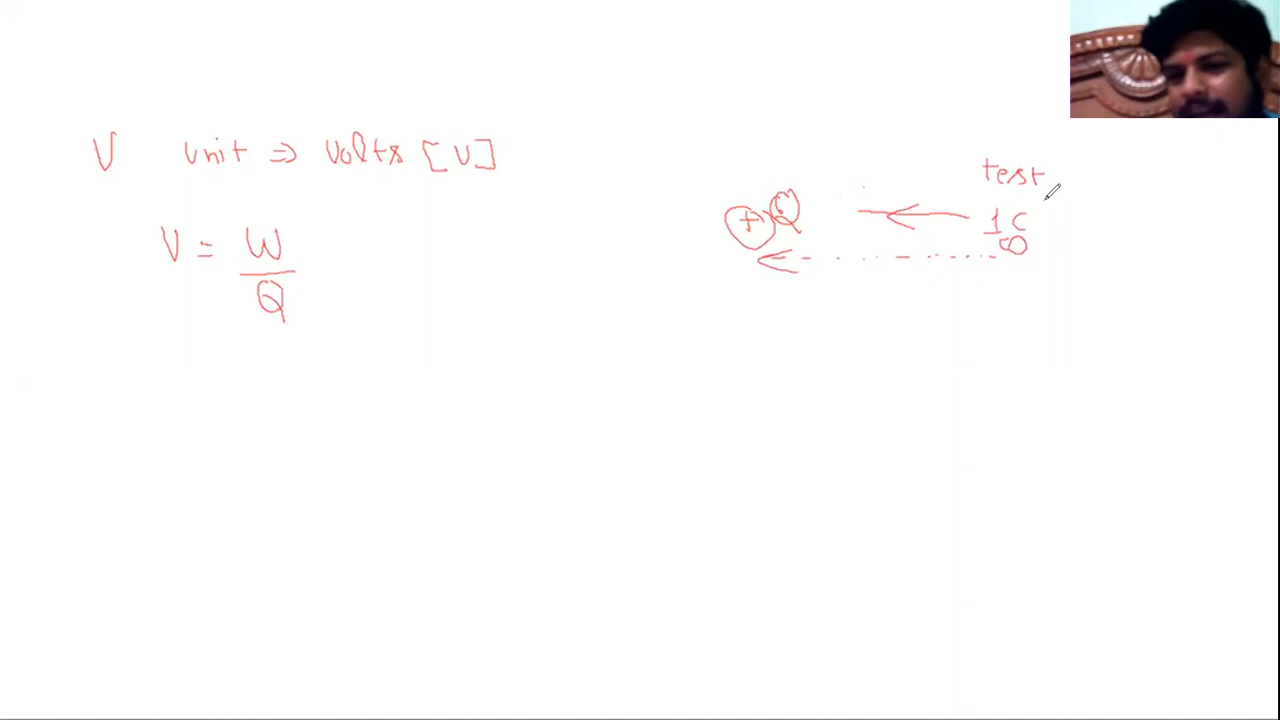 V unit ⇒ volts [V]
V = W
Q
test
+ Q
1C
∞